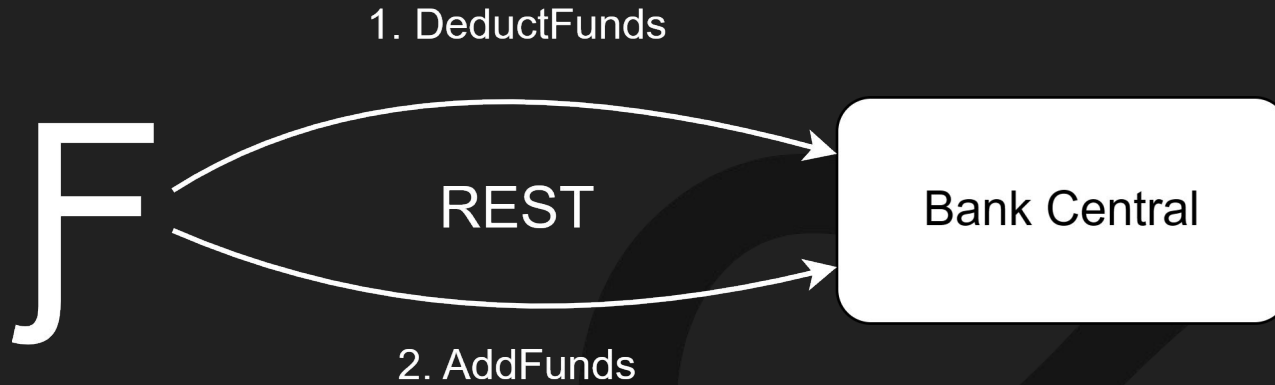 1. DeductFunds
Ƒ
REST
Bank Central
2. AddFunds